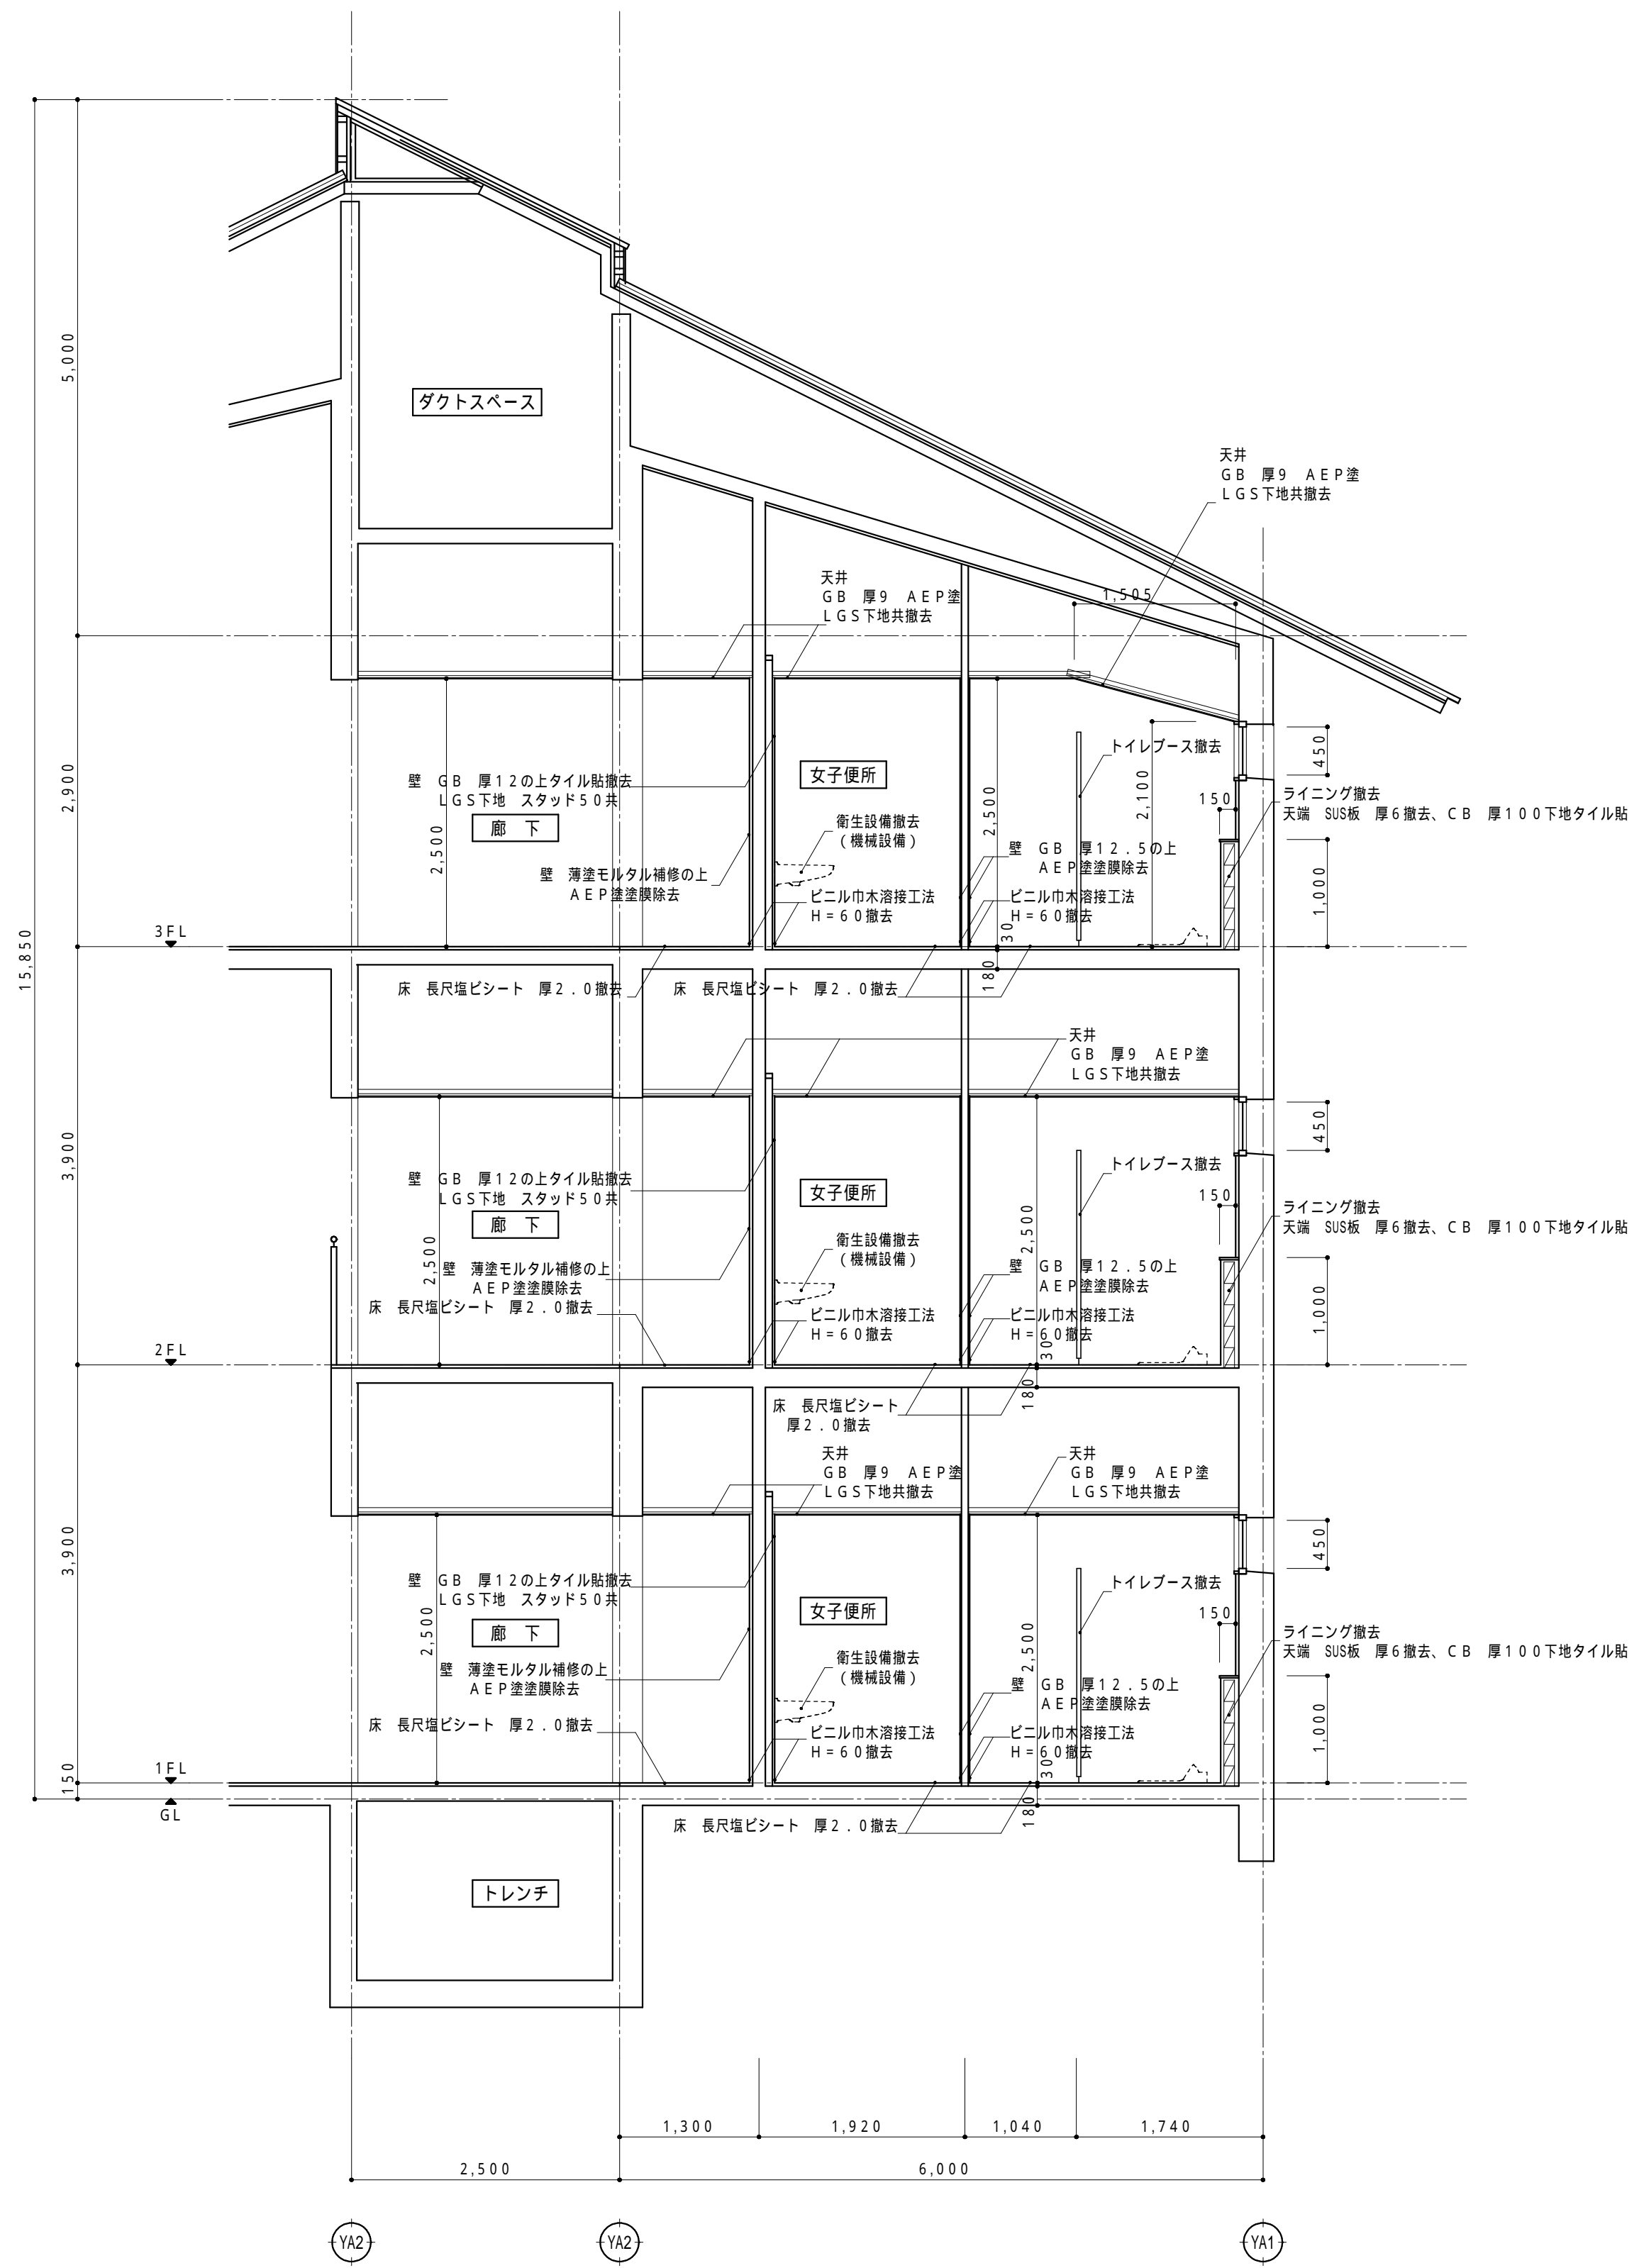 5,000
ダクトスペース
天井
GB 厚9 AEP塗
LGS下地共撤去
天井
GB 厚9 AEP塗
LGS下地共撤去
1,505
2,900
壁 GB 厚12の上タイル貼撤去
LGS下地 スタッド50共
廊 下
2,500
壁 薄塗モルタル補修の上
AEP塗塗膜除去
女子便所
衛生設備撤去
(機械設備)
ビニル巾木溶接工法
H=60撤去
2,500
トイレブース撤去
2,100
壁 GB 厚12.5の上
AEP塗塗膜除去
ビニル巾木溶接工法
H=60撤去
450
150
ライニング撤去
天端 SUS板 厚6撤去、CB 厚100下地タイル貼
1,000
30
180
3FL
15,850
床 長尺塩ビシート 厚2.0撤去
床 長尺塩ビシート 厚2.0撤去
天井
GB 厚9 AEP塗
LGS下地共撤去
3,900
壁 GB 厚12の上タイル貼撤去
LGS下地 スタッド50共
廊 下
2,500
壁 薄塗モルタル補修の上
AEP塗塗膜除去
床 長尺塩ビシート 厚2.0撤去
女子便所
衛生設備撤去
(機械設備)
ビニル巾木溶接工法
H=60撤去
トイレブース撤去
2,500
壁 GB 厚12.5の上
AEP塗塗膜除去
ビニル巾木溶接工法
H=60撤去
450
150
ライニング撤去
天端 SUS板 厚6撤去、CB 厚100下地タイル貼
1,000
30
180
2FL
床 長尺塩ビシート
厚2.0撤去
天井
GB 厚9 AEP塗
LGS下地共撤去
天井
GB 厚9 AEP塗
LGS下地共撤去
3,900
壁 GB 厚12の上タイル貼撤去
LGS下地 スタッド50共
廊 下
2,500
壁 薄塗モルタル補修の上
AEP塗塗膜除去
床 長尺塩ビシート 厚2.0撤去
女子便所
衛生設備撤去
(機械設備)
ビニル巾木溶接工法
H=60撤去
トイレブース撤去
2,500
壁 GB 厚12.5の上
AEP塗塗膜除去
ビニル巾木溶接工法
H=60撤去
450
150
ライニング撤去
天端 SUS板 厚6撤去、CB 厚100下地タイル貼
1,000
30
180
150
1FL
GL
床 長尺塩ビシート 厚2.0撤去
トレンチ
1,300
1,920
1,040
1,740
2,500
6,000
YA2
YA2
YA1